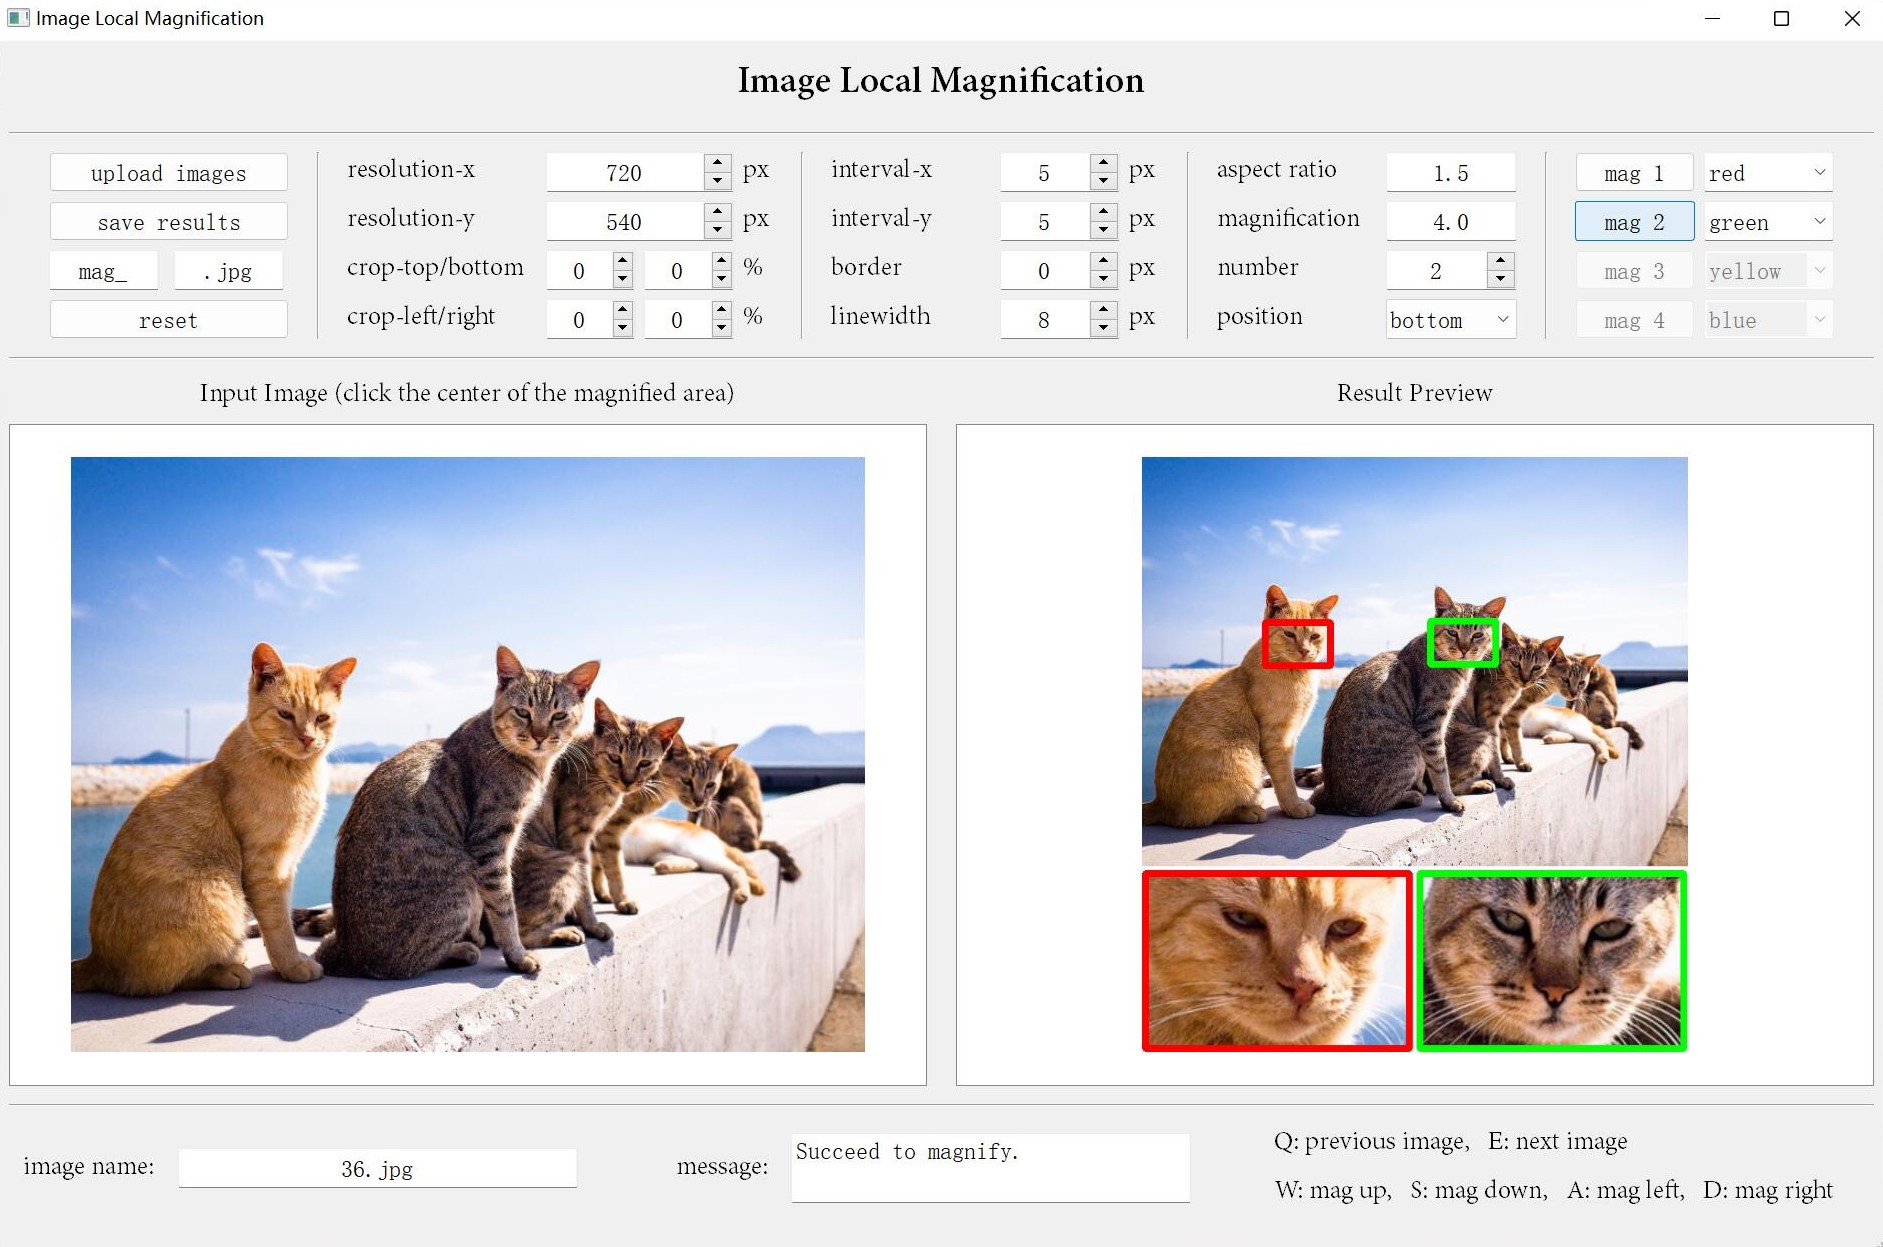 Image Local Magnification
Image Local Magnification
upload images
save results
mag_ .jpg
reset
resolution-x 720 px
resolution-y 540 px
crop-top/bottom 0 0 %
crop-left/right 0 0 %
interval-x 5 px
interval-y 5 px
border 0 px
linewidth 8 px
aspect ratio 1.5
magnification 4.0
number 2
position bottom
mag 1 red
mag 2 green
mag 3 yellow
mag 4 blue
Input Image (click the center of the magnified area)
Result Preview
image name: 36.jpg
message: Succeed to magnify.
Q: previous image, E: next image
W: mag up, S: mag down, A: mag left, D: mag right